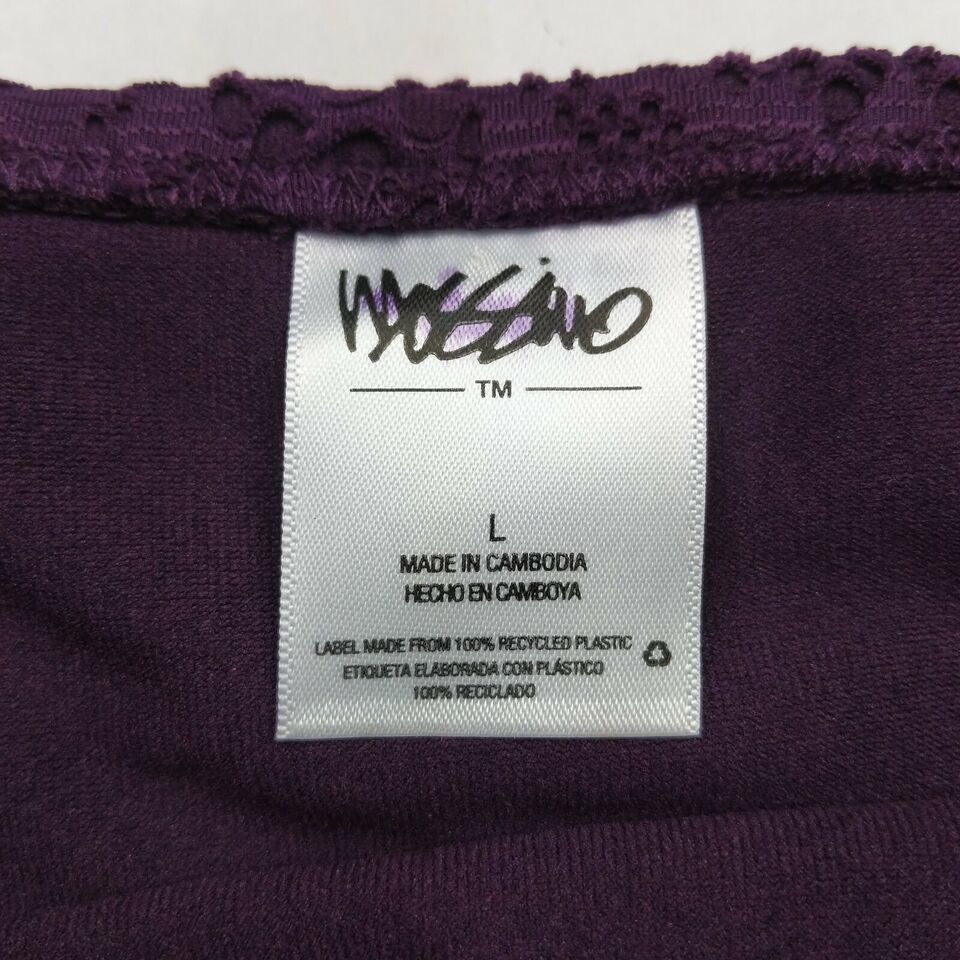 Mossimo
TM
L
MADE IN CAMBODIA
HECHO EN CAMBOYA
LABEL MADE FROM 100% RECYCLED PLASTIC
ETIQUETA ELABORADA CON PLÁSTICO
100% RECICLADO